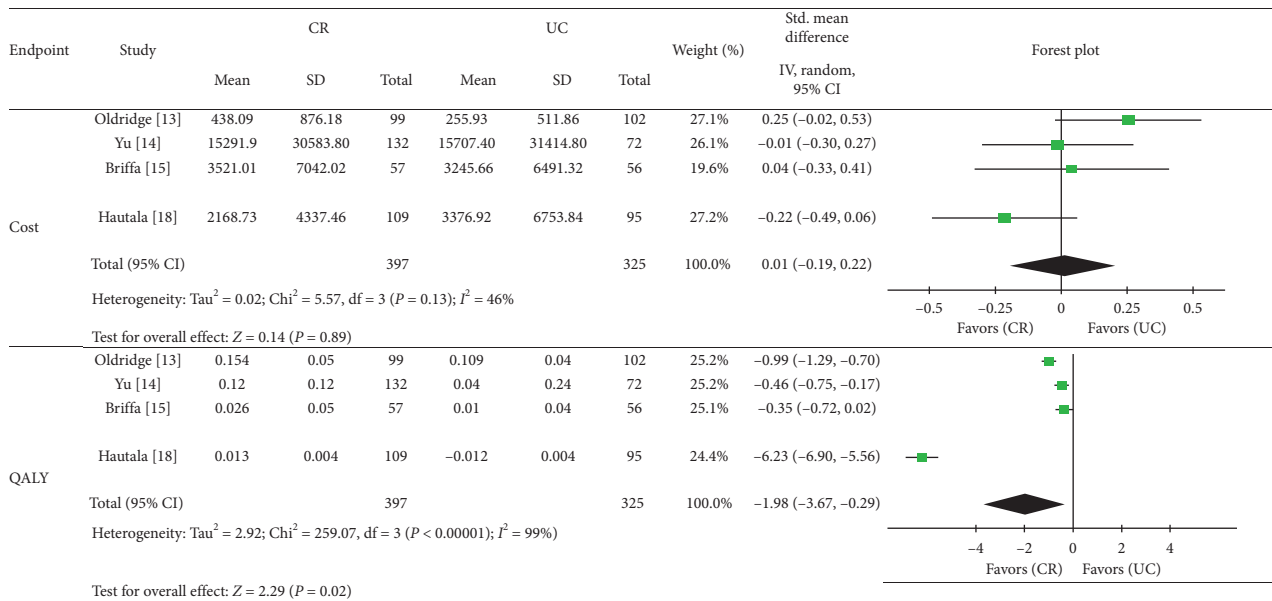 Endpoint Study CR UC Weight (%) Std. mean difference Forest plot
Mean SD Total Mean SD Total IV, random, 95% CI
Cost
Oldridge [13] 438.09 876.18 99 255.93 511.86 102 27.1% 0.25 (−0.02, 0.53)
Yu [14] 15291.9 30583.80 132 15707.40 31414.80 72 26.1% −0.01 (−0.30, 0.27)
Briffa [15] 3521.01 7042.02 57 3245.66 6491.32 56 19.6% 0.04 (−0.33, 0.41)
Hautala [18] 2168.73 4337.46 109 3376.92 6753.84 95 27.2% −0.22 (−0.49, 0.06)
Total (95% CI) 397 325 100.0% 0.01 (−0.19, 0.22)
Heterogeneity: Tau² = 0.02; Chi² = 5.57, df = 3 (P = 0.13); I² = 46%
−0.5 −0.25 0 0.25 0.5
Favors (CR) Favors (UC)
Test for overall effect: Z = 0.14 (P = 0.89)
QALY
Oldridge [13] 0.154 0.05 99 0.109 0.04 102 25.2% −0.99 (−1.29, −0.70)
Yu [14] 0.12 0.12 132 0.04 0.24 72 25.2% −0.46 (−0.75, −0.17)
Briffa [15] 0.026 0.05 57 0.01 0.04 56 25.1% −0.35 (−0.72, 0.02)
Hautala [18] 0.013 0.004 109 −0.012 0.004 95 24.4% −6.23 (−6.90, −5.56)
Total (95% CI) 397 325 100.0% −1.98 (−3.67, −0.29)
Heterogeneity: Tau² = 2.92; Chi² = 259.07, df = 3 (P < 0.00001); I² = 99%)
−4 −2 0 2 4
Favors (CR) Favors (UC)
Test for overall effect: Z = 2.29 (P = 0.02)